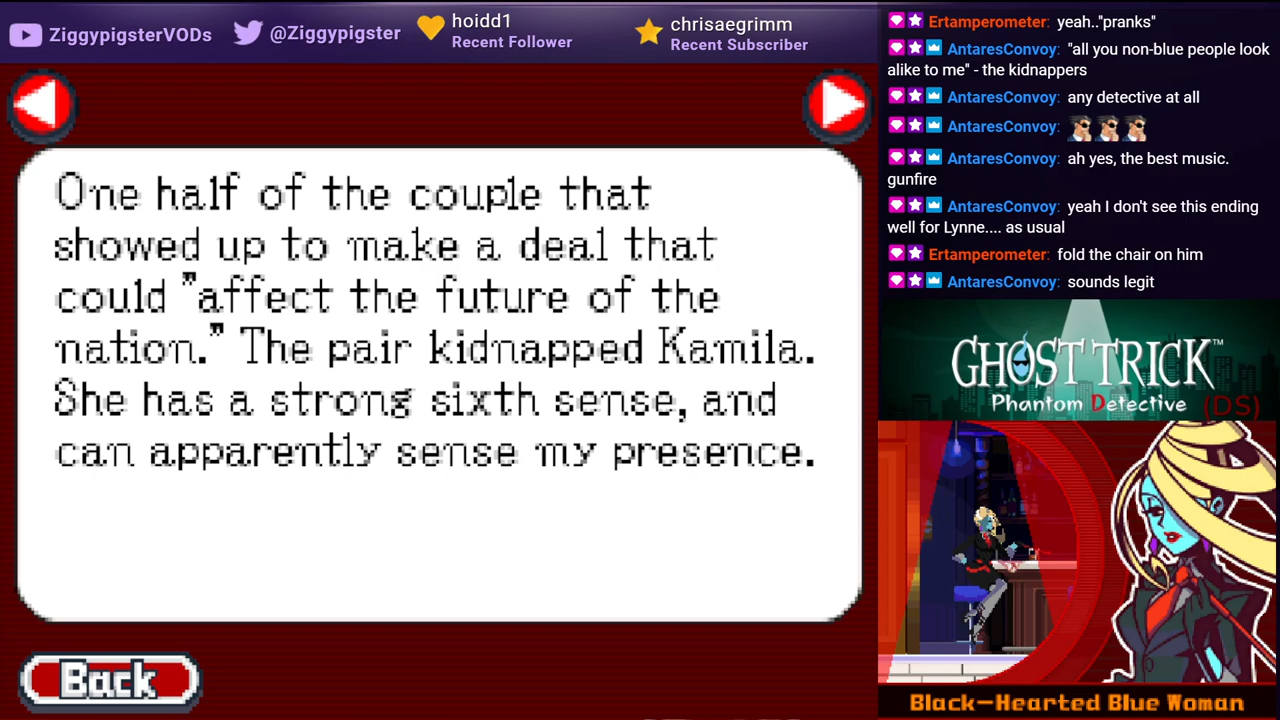 ZiggypigsterVODs
@Ziggypigster
hoidd1
Recent Follower
chrisaegrimm
Recent Subscriber
One half of the couple that
showed up to make a deal that
could "affect the future of the
nation." The pair kidnapped Kamila.
She has a strong sixth sense, and
can apparently sense my presence.
Back
Ertamperometer: yeah.."pranks"
AntaresConvoy: "all you non-blue people look
alike to me" - the kidnappers
AntaresConvoy: any detective at all
AntaresConvoy:
AntaresConvoy: ah yes, the best music.
gunfire
AntaresConvoy: yeah I don't see this ending
well for Lynne.... as usual
Ertamperometer: fold the chair on him
AntaresConvoy: sounds legit
GHOST TRICK™
Phantom Detective (DS)
Black-Hearted Blue Woman